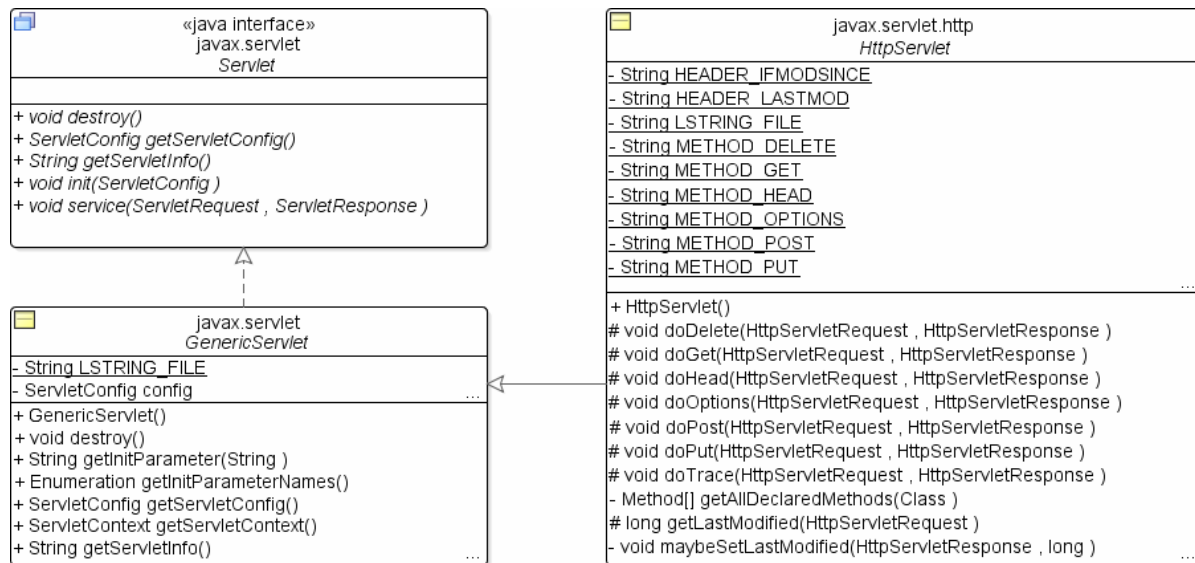 «java interface»
javax.servlet
Servlet
+ void destroy()
+ ServletConfig getServletConfig()
+ String getServletInfo()
+ void init(ServletConfig )
+ void service(ServletRequest , ServletResponse )
javax.servlet
GenericServlet
- String LSTRING_FILE
- ServletConfig config
...
+ GenericServlet()
+ void destroy()
+ String getInitParameter(String )
+ Enumeration getInitParameterNames()
+ ServletConfig getServletConfig()
+ ServletContext getServletContext()
+ String getServletInfo()
...
javax.servlet.http
HttpServlet
- String HEADER_IFMODSINCE
- String HEADER_LASTMOD
- String LSTRING_FILE
- String METHOD_DELETE
- String METHOD_GET
- String METHOD_HEAD
- String METHOD_OPTIONS
- String METHOD_POST
- String METHOD_PUT
...
+ HttpServlet()
# void doDelete(HttpServletRequest , HttpServletResponse )
# void doGet(HttpServletRequest , HttpServletResponse )
# void doHead(HttpServletRequest , HttpServletResponse )
# void doOptions(HttpServletRequest , HttpServletResponse )
# void doPost(HttpServletRequest , HttpServletResponse )
# void doPut(HttpServletRequest , HttpServletResponse )
# void doTrace(HttpServletRequest , HttpServletResponse )
- Method[] getAllDeclaredMethods(Class )
# long getLastModified(HttpServletRequest )
- void maybeSetLastModified(HttpServletResponse , long )
...